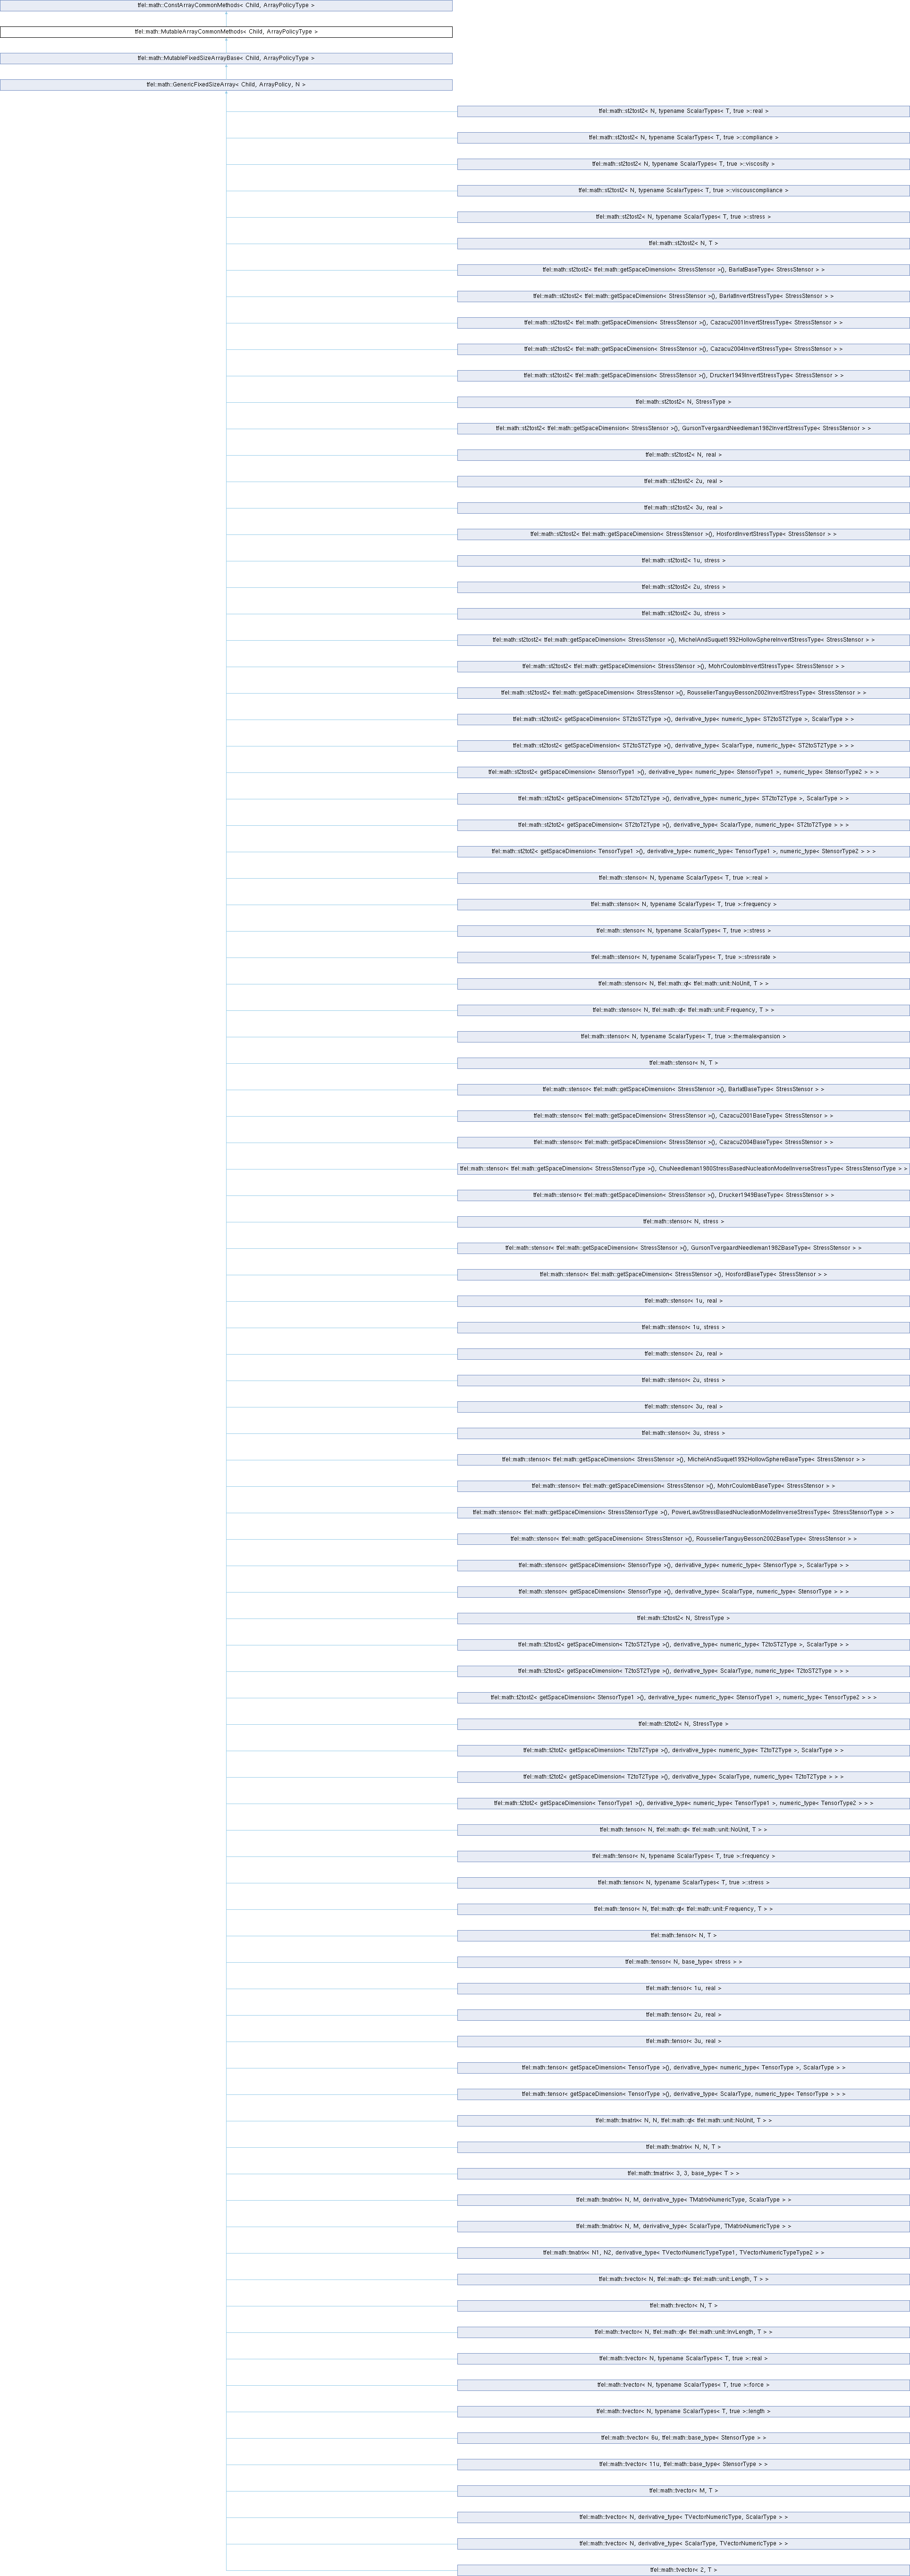 tfel::math::ConstArrayCommonMethods< Child, ArrayPolicyType >
tfel::math::MutableArrayCommonMethods< Child, ArrayPolicyType >
tfel::math::MutableFixedSizeArrayBase< Child, ArrayPolicyType >
tfel::math::GenericFixedSizeArray< Child, ArrayPolicy, N >
tfel::math::st2tost2< N, typename ScalarTypes< T, true >::real >
tfel::math::st2tost2< N, typename ScalarTypes< T, true >::compliance >
tfel::math::st2tost2< N, typename ScalarTypes< T, true >::viscosity >
tfel::math::st2tost2< N, typename ScalarTypes< T, true >::viscouscompliance >
tfel::math::st2tost2< N, typename ScalarTypes< T, true >::stress >
tfel::math::st2tost2< N, T >
tfel::math::st2tost2< tfel::math::getSpaceDimension< StressStensor >(), BarlatBaseType< StressStensor > >
tfel::math::st2tost2< tfel::math::getSpaceDimension< StressStensor >(), BarlatInvertStressType< StressStensor > >
tfel::math::st2tost2< tfel::math::getSpaceDimension< StressStensor >(), Cazacu2001InvertStressType< StressStensor > >
tfel::math::st2tost2< tfel::math::getSpaceDimension< StressStensor >(), Cazacu2004InvertStressType< StressStensor > >
tfel::math::st2tost2< tfel::math::getSpaceDimension< StressStensor >(), Drucker1949InvertStressType< StressStensor > >
tfel::math::st2tost2< N, StressType >
tfel::math::st2tost2< tfel::math::getSpaceDimension< StressStensor >(), GursonTvergaardNeedleman1982InvertStressType< StressStensor > >
tfel::math::st2tost2< N, real >
tfel::math::st2tost2< 2u, real >
tfel::math::st2tost2< 3u, real >
tfel::math::st2tost2< tfel::math::getSpaceDimension< StressStensor >(), HosfordInvertStressType< StressStensor > >
tfel::math::st2tost2< 1u, stress >
tfel::math::st2tost2< 2u, stress >
tfel::math::st2tost2< 3u, stress >
tfel::math::st2tost2< tfel::math::getSpaceDimension< StressStensor >(), MichelAndSuquet1992HollowSphereInvertStressType< StressStensor > >
tfel::math::st2tost2< tfel::math::getSpaceDimension< StressStensor >(), MohrCoulombInvertStressType< StressStensor > >
tfel::math::st2tost2< tfel::math::getSpaceDimension< StressStensor >(), RousselierTanguyBesson2002InvertStressType< StressStensor > >
tfel::math::st2tost2< getSpaceDimension< ST2toST2Type >(), derivative_type< numeric_type< ST2toST2Type >, ScalarType > >
tfel::math::st2tost2< getSpaceDimension< ST2toST2Type >(), derivative_type< ScalarType, numeric_type< ST2toST2Type > > >
tfel::math::st2tost2< getSpaceDimension< StensorType1 >(), derivative_type< numeric_type< StensorType1 >, numeric_type< StensorType2 > > >
tfel::math::st2tot2< getSpaceDimension< ST2toT2Type >(), derivative_type< numeric_type< ST2toT2Type >, ScalarType > >
tfel::math::st2tot2< getSpaceDimension< ST2toT2Type >(), derivative_type< ScalarType, numeric_type< ST2toT2Type > > >
tfel::math::st2tot2< getSpaceDimension< TensorType1 >(), derivative_type< numeric_type< TensorType1 >, numeric_type< StensorType2 > > >
tfel::math::stensor< N, typename ScalarTypes< T, true >::real >
tfel::math::stensor< N, typename ScalarTypes< T, true >::frequency >
tfel::math::stensor< N, typename ScalarTypes< T, true >::stress >
tfel::math::stensor< N, typename ScalarTypes< T, true >::stressrate >
tfel::math::stensor< N, tfel::math::qt< tfel::math::unit::NoUnit, T > >
tfel::math::stensor< N, tfel::math::qt< tfel::math::unit::Frequency, T > >
tfel::math::stensor< N, typename ScalarTypes< T, true >::thermalexpansion >
tfel::math::stensor< N, T >
tfel::math::stensor< tfel::math::getSpaceDimension< StressStensor >(), BarlatBaseType< StressStensor > >
tfel::math::stensor< tfel::math::getSpaceDimension< StressStensor >(), Cazacu2001BaseType< StressStensor > >
tfel::math::stensor< tfel::math::getSpaceDimension< StressStensor >(), Cazacu2004BaseType< StressStensor > >
tfel::math::stensor< tfel::math::getSpaceDimension< StressStensorType >(), ChuNeedleman1980StressBasedNucleationModelInverseStressType< StressStensorType > >
tfel::math::stensor< tfel::math::getSpaceDimension< StressStensor >(), Drucker1949BaseType< StressStensor > >
tfel::math::stensor< N, stress >
tfel::math::stensor< tfel::math::getSpaceDimension< StressStensor >(), GursonTvergaardNeedleman1982BaseType< StressStensor > >
tfel::math::stensor< tfel::math::getSpaceDimension< StressStensor >(), HosfordBaseType< StressStensor > >
tfel::math::stensor< 1u, real >
tfel::math::stensor< 1u, stress >
tfel::math::stensor< 2u, real >
tfel::math::stensor< 2u, stress >
tfel::math::stensor< 3u, real >
tfel::math::stensor< 3u, stress >
tfel::math::stensor< tfel::math::getSpaceDimension< StressStensor >(), MichelAndSuquet1992HollowSphereBaseType< StressStensor > >
tfel::math::stensor< tfel::math::getSpaceDimension< StressStensor >(), MohrCoulombBaseType< StressStensor > >
tfel::math::stensor< tfel::math::getSpaceDimension< StressStensorType >(), PowerLawStressBasedNucleationModelInverseStressType< StressStensorType > >
tfel::math::stensor< tfel::math::getSpaceDimension< StressStensor >(), RousselierTanguyBesson2002BaseType< StressStensor > >
tfel::math::stensor< getSpaceDimension< StensorType >(), derivative_type< numeric_type< StensorType >, ScalarType > >
tfel::math::stensor< getSpaceDimension< StensorType >(), derivative_type< ScalarType, numeric_type< StensorType > > >
tfel::math::t2tost2< N, StressType >
tfel::math::t2tost2< getSpaceDimension< T2toST2Type >(), derivative_type< numeric_type< T2toST2Type >, ScalarType > >
tfel::math::t2tost2< getSpaceDimension< T2toST2Type >(), derivative_type< ScalarType, numeric_type< T2toST2Type > > >
tfel::math::t2tost2< getSpaceDimension< StensorType1 >(), derivative_type< numeric_type< StensorType1 >, numeric_type< TensorType2 > > >
tfel::math::t2tot2< N, StressType >
tfel::math::t2tot2< getSpaceDimension< T2toT2Type >(), derivative_type< numeric_type< T2toT2Type >, ScalarType > >
tfel::math::t2tot2< getSpaceDimension< T2toT2Type >(), derivative_type< ScalarType, numeric_type< T2toT2Type > > >
tfel::math::t2tot2< getSpaceDimension< TensorType1 >(), derivative_type< numeric_type< TensorType1 >, numeric_type< TensorType2 > > >
tfel::math::tensor< N, tfel::math::qt< tfel::math::unit::NoUnit, T > >
tfel::math::tensor< N, typename ScalarTypes< T, true >::frequency >
tfel::math::tensor< N, typename ScalarTypes< T, true >::stress >
tfel::math::tensor< N, tfel::math::qt< tfel::math::unit::Frequency, T > >
tfel::math::tensor< N, T >
tfel::math::tensor< N, base_type< stress > >
tfel::math::tensor< 1u, real >
tfel::math::tensor< 2u, real >
tfel::math::tensor< 3u, real >
tfel::math::tensor< getSpaceDimension< TensorType >(), derivative_type< numeric_type< TensorType >, ScalarType > >
tfel::math::tensor< getSpaceDimension< TensorType >(), derivative_type< ScalarType, numeric_type< TensorType > > >
tfel::math::tmatrix< N, N, tfel::math::qt< tfel::math::unit::NoUnit, T > >
tfel::math::tmatrix< N, N, T >
tfel::math::tmatrix< 3, 3, base_type< T > >
tfel::math::tmatrix< N, M, derivative_type< TMatrixNumericType, ScalarType > >
tfel::math::tmatrix< N, M, derivative_type< ScalarType, TMatrixNumericType > >
tfel::math::tmatrix< N1, N2, derivative_type< TVectorNumericTypeType1, TVectorNumericTypeType2 > >
tfel::math::tvector< N, tfel::math::qt< tfel::math::unit::Length, T > >
tfel::math::tvector< N, T >
tfel::math::tvector< N, tfel::math::qt< tfel::math::unit::InvLength, T > >
tfel::math::tvector< N, typename ScalarTypes< T, true >::real >
tfel::math::tvector< N, typename ScalarTypes< T, true >::force >
tfel::math::tvector< N, typename ScalarTypes< T, true >::length >
tfel::math::tvector< 6u, tfel::math::base_type< StensorType > >
tfel::math::tvector< 11u, tfel::math::base_type< StensorType > >
tfel::math::tvector< M, T >
tfel::math::tvector< N, derivative_type< TVectorNumericType, ScalarType > >
tfel::math::tvector< N, derivative_type< ScalarType, TVectorNumericType > >
tfel::math::tvector< 2, T >